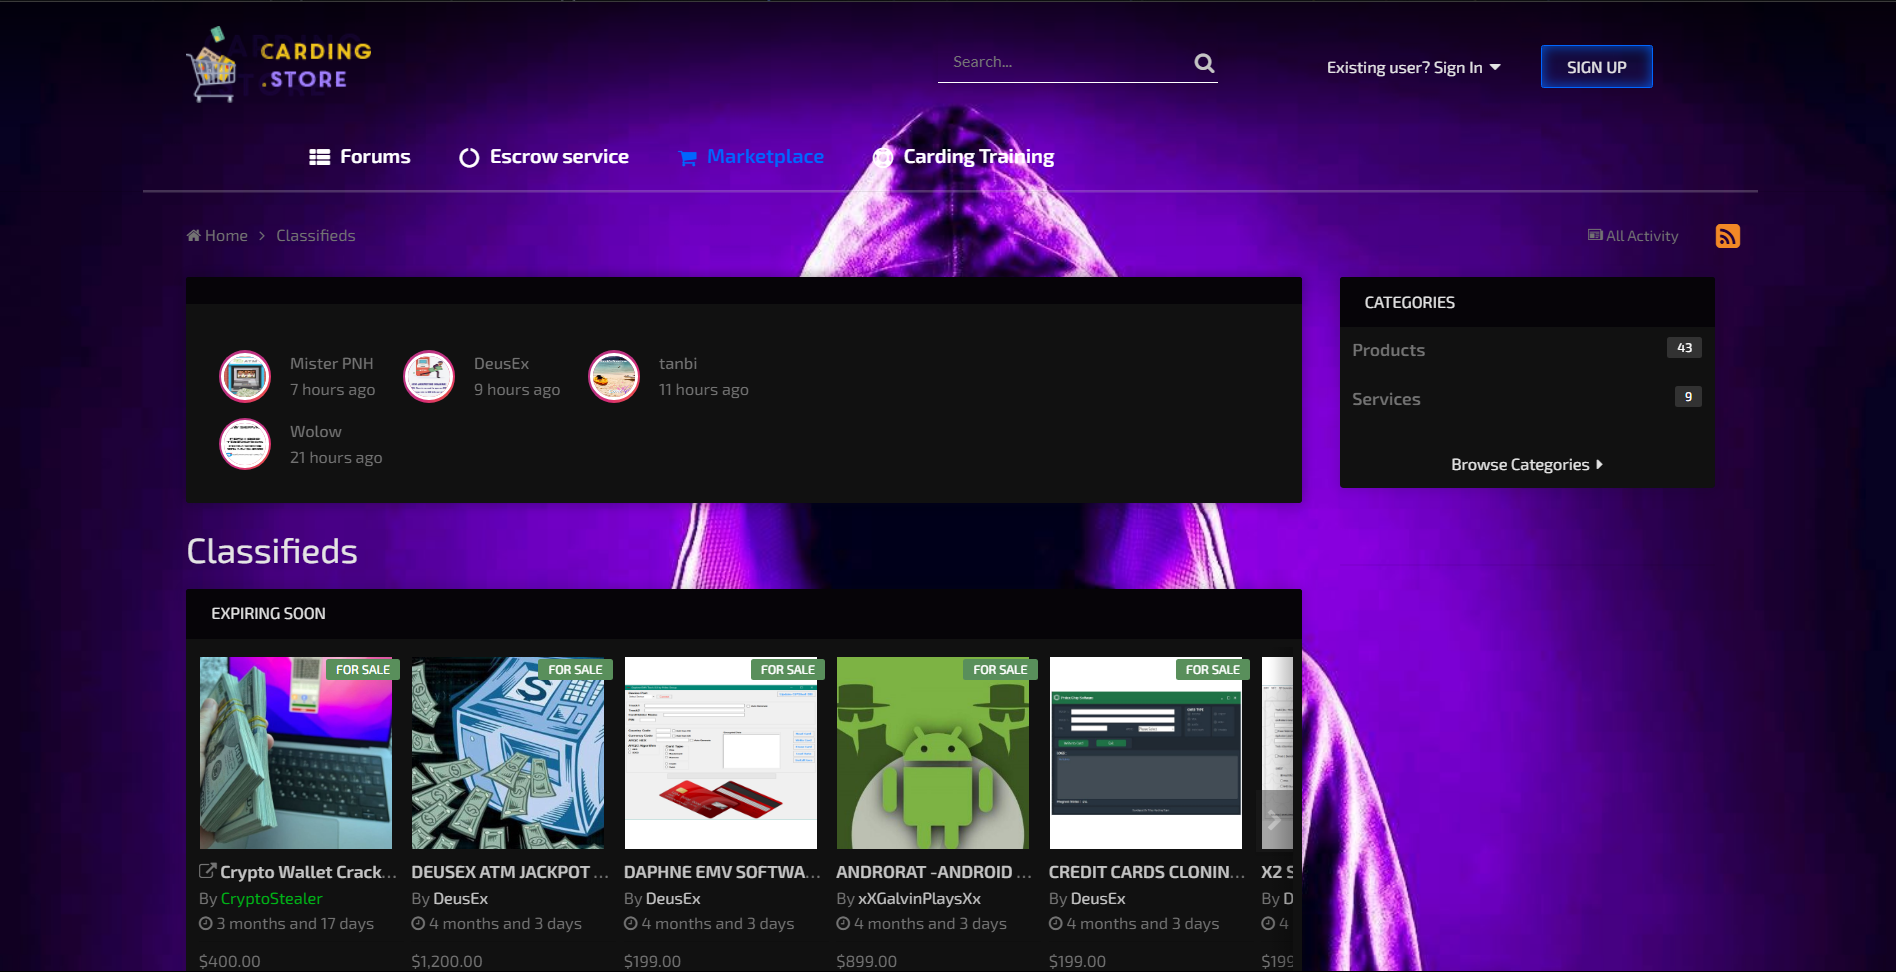 CARDING
.STORE
Search...
Existing user? Sign In
SIGN UP
Forums
Escrow service
Marketplace
Carding Training
Home
Classifieds
All Activity
Mister PNH
7 hours ago
DeusEx
9 hours ago
tanbi
11 hours ago
Wolow
21 hours ago
CATEGORIES
Products
43
Services
9
Browse Categories
Classifieds
EXPIRING SOON
FOR SALE
FOR SALE
FOR SALE
FOR SALE
FOR SALE
Crypto Wallet Crack...
By CryptoStealer
3 months and 17 days
$400.00
DEUSEX ATM JACKPOT ...
By DeusEx
4 months and 3 days
$1,200.00
DAPHNE EMV SOFTWA...
By DeusEx
4 months and 3 days
$199.00
ANDRORAT -ANDROID ...
By xXGalvinPlaysXx
4 months and 3 days
$899.00
CREDIT CARDS CLONIN...
By DeusEx
4 months and 3 days
$199.00
X2 S
By D
4
$199